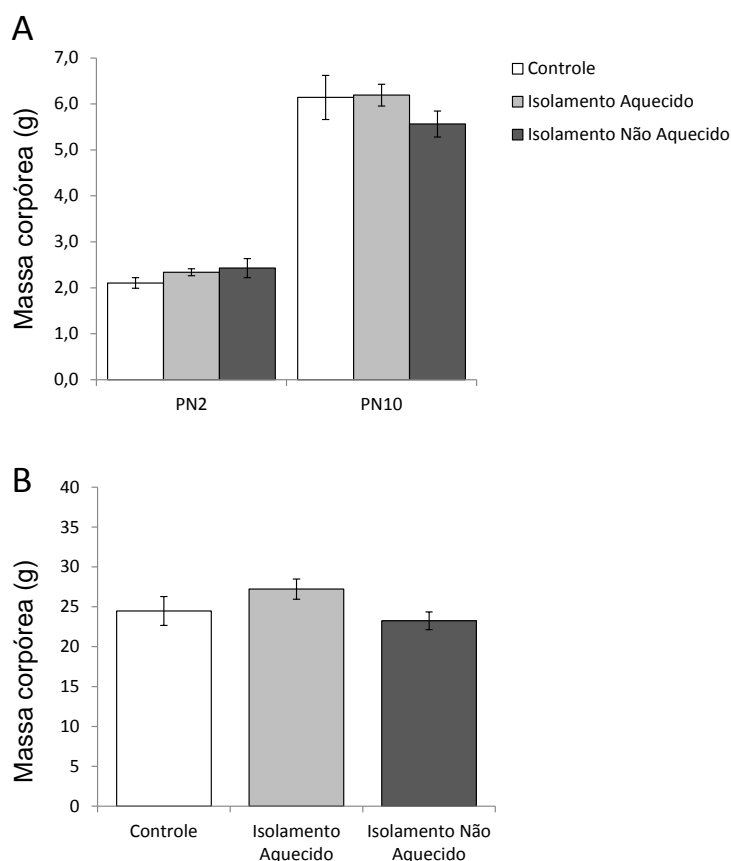 A
Massa corpórea (g)
7,0
6,0
5,0
4,0
3,0
2,0
1,0
0,0
PN2
PN10
Controle
Isolamento Aquecido
Isolamento Não Aquecido
B
Massa corpórea (g)
40
35
30
25
20
15
10
5
0
Controle
Isolamento
Aquecido
Isolamento Não
Aquecido